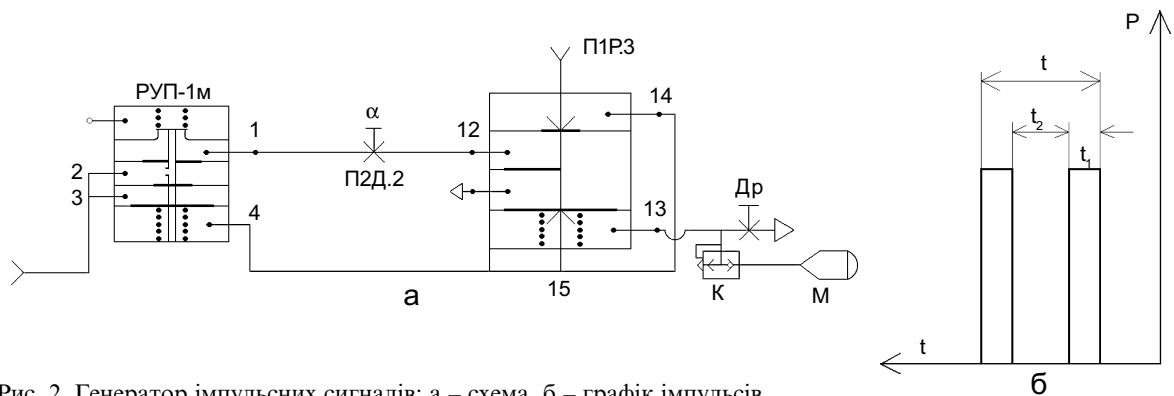 РУП-1м
1
2
3
4
α
П2Д.2
12
П1Р.3
14
13
15
Др
К
М
а
P
t
t2
t1
t
б
Рис. 2. Генератор імпульсних сигналів: а – схема, б – графік імпульсів